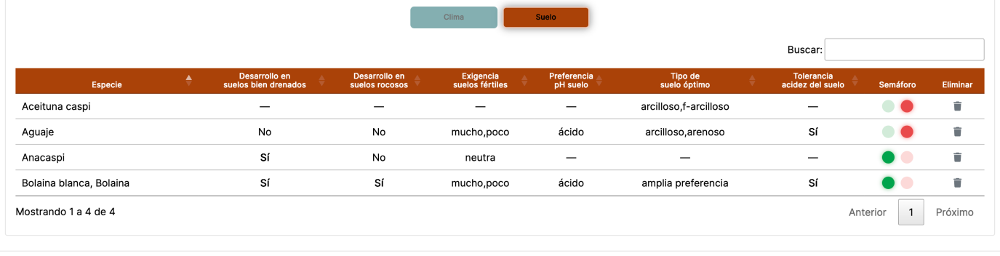 Clima Suelo
Buscar:
Especie Desarrollo en suelos bien drenados Desarrollo en suelos rocosos Exigencia suelos fértiles Preferencia pH suelo Tipo de suelo óptimo Tolerancia acidez del suelo Semáforo Eliminar
Aceituna caspi — — — — arcilloso,f-arcilloso —
Aguaje No No mucho,poco ácido arcilloso,arenoso Sí
Anacaspi Sí No neutra — — —
Bolaina blanca, Bolaina Sí Sí mucho,poco ácido amplia preferencia Sí
Mostrando 1 a 4 de 4 Anterior 1 Próximo